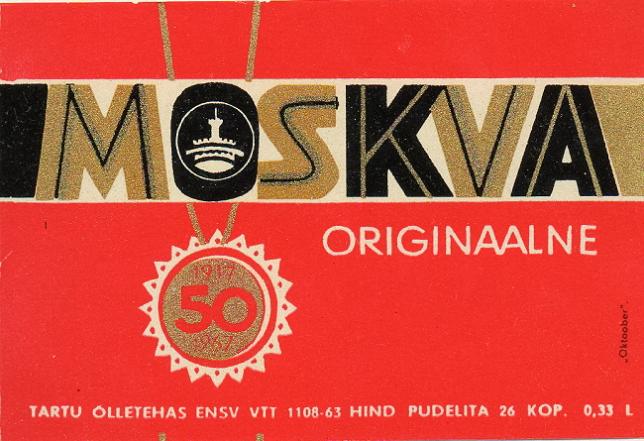 MOSKVA
ORIGINAALNE
1917
50
1967
„Oktoober".
TARTU ÕLLETEHAS ENSV VTT 1108-63 HIND PUDELITA 26 KOP. 0,33 L